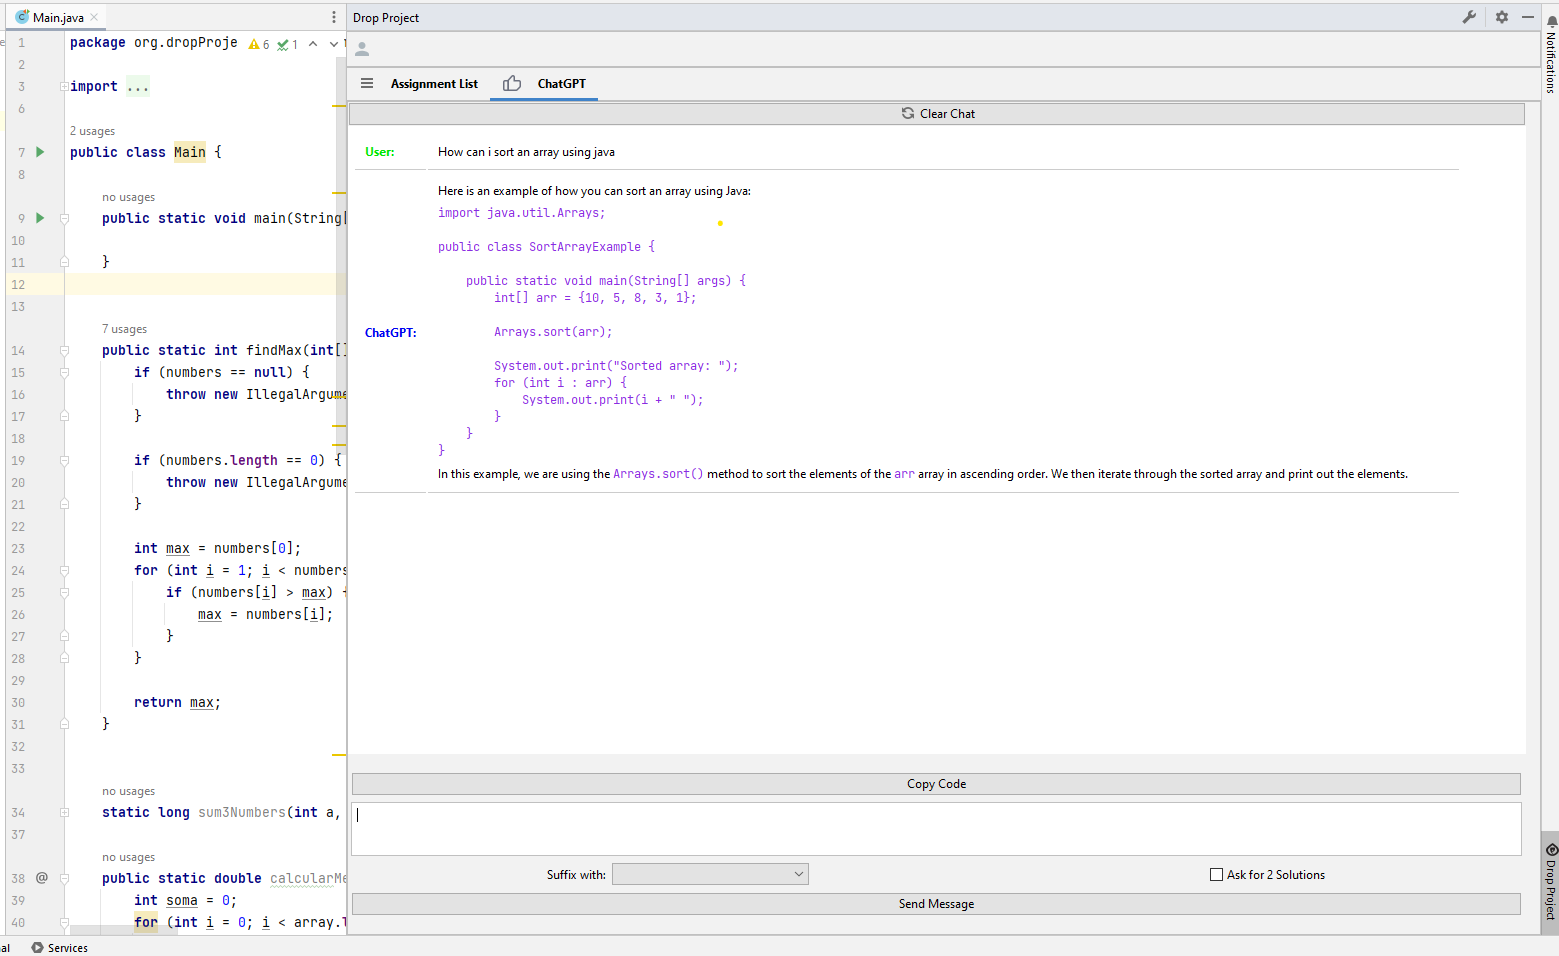 Main.java
Drop Project
1 package org.dropProje 6 1
2
3 import ...
6
2 usages
7 public class Main {
8
no usages
9 public static void main(String[
10
11 }
12
13
7 usages
14 public static int findMax(int[]
15 if (numbers == null) {
16 throw new IllegalArgume
17 }
18
19 if (numbers.length == 0) {
20 throw new IllegalArgume
21 }
22
23 int max = numbers[0];
24 for (int i = 1; i < numbers
25 if (numbers[i] > max) {
26 max = numbers[i];
27 }
28 }
29
30 return max;
31 }
32
33
no usages
34 static long sum3Numbers(int a,
37
no usages
38 @ public static double calcularMe
39 int soma = 0;
40 for (int i = 0; i < array.l
al Services
Assignment List ChatGPT
Clear Chat
User: How can i sort an array using java
Here is an example of how you can sort an array using Java:
import java.util.Arrays;
public class SortArrayExample {
public static void main(String[] args) {
int[] arr = {10, 5, 8, 3, 1};
Arrays.sort(arr);
ChatGPT:
System.out.print("Sorted array: ");
for (int i : arr) {
System.out.print(i + " ");
}
}
}
In this example, we are using the Arrays.sort() method to sort the elements of the arr array in ascending order. We then iterate through the sorted array and print out the elements.
Copy Code
Suffix with: Ask for 2 Solutions
Send Message
Notifications
Drop Project